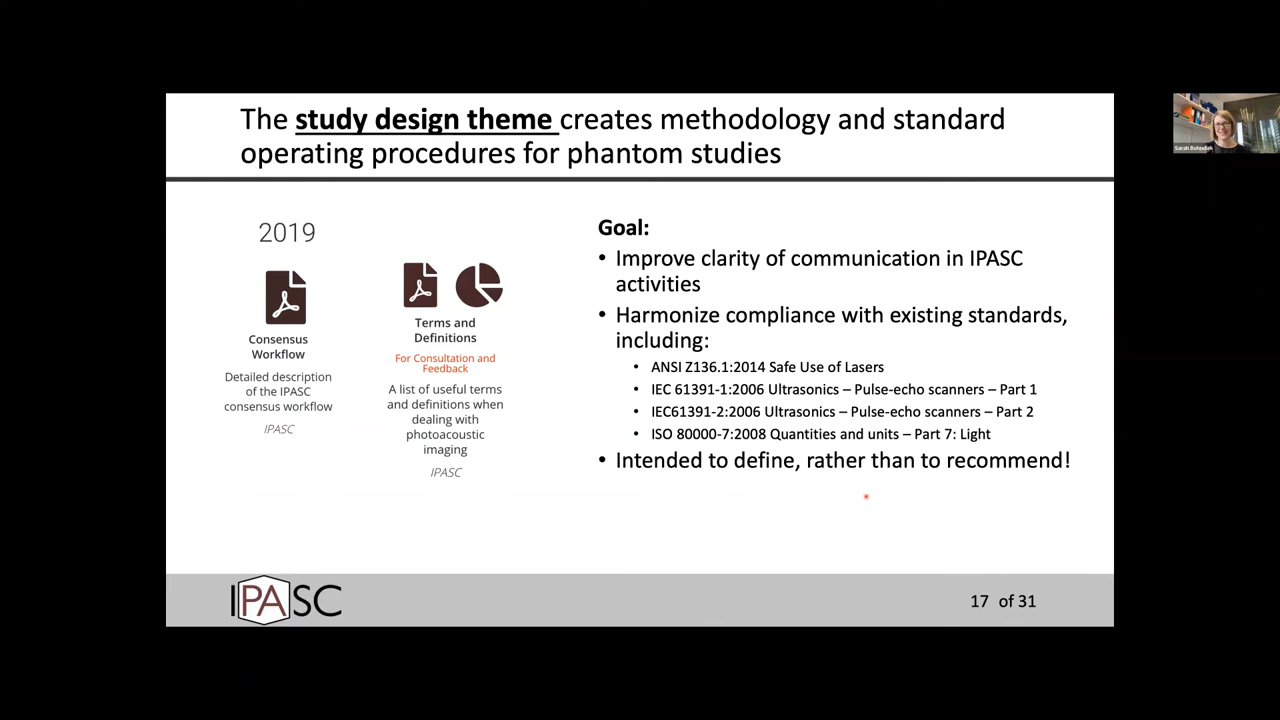 The study design theme creates methodology and standard
operating procedures for phantom studies
2019
Consensus
Workflow
Detailed description
of the IPASC
consensus workflow
IPASC
Terms and
Definitions
For Consultation and
Feedback
A list of useful terms
and definitions when
dealing with
photoacoustic
imaging
IPASC
Goal:
• Improve clarity of communication in IPASC
activities
• Harmonize compliance with existing standards,
including:
• ANSI Z136.1:2014 Safe Use of Lasers
• IEC 61391-1:2006 Ultrasonics – Pulse-echo scanners – Part 1
• IEC61391-2:2006 Ultrasonics – Pulse-echo scanners – Part 2
• ISO 80000-7:2008 Quantities and units – Part 7: Light
• Intended to define, rather than to recommend!
IPASC
17 of 31
Sarah Bohndiek